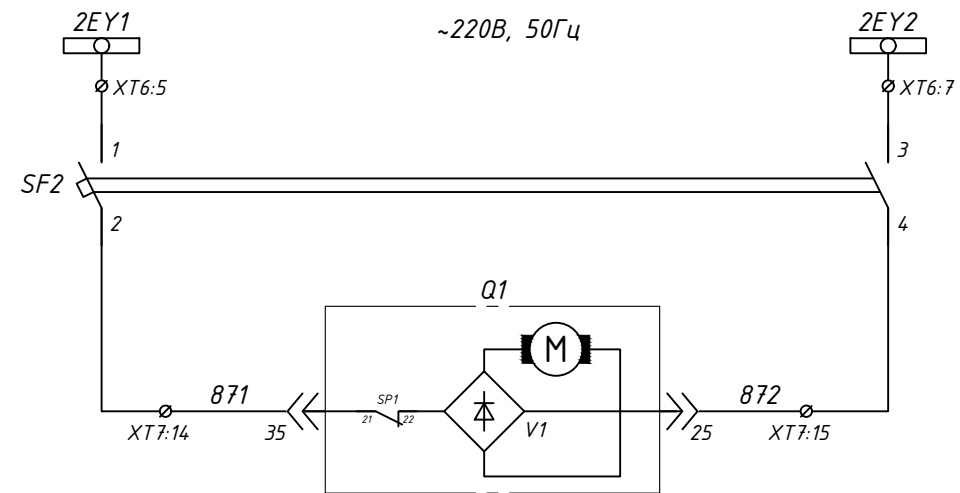 2EY1
~220В, 50Гц
2EY2
XT6:5
XT6:7
1
3
SF2
2
4
Q1
M
871
SP1
872
21
22
V1
XT7:14
35
25
XT7:15